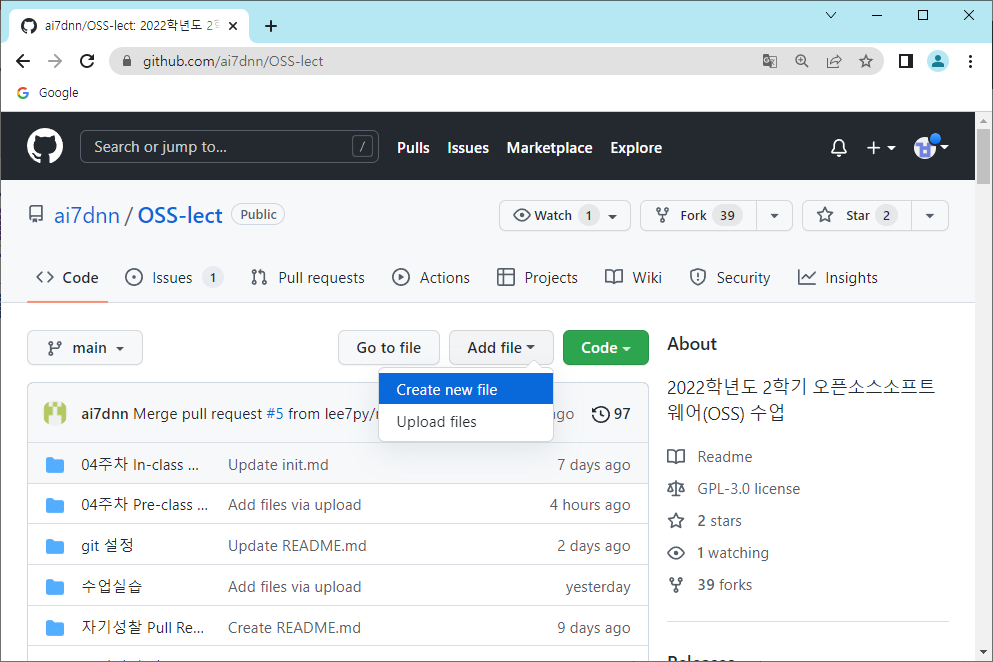 ai7dnn/OSS-lect: 2022학년도 2학
github.com/ai7dnn/OSS-lect
Google
Search or jump to... /
Pulls Issues Marketplace Explore
ai7dnn / OSS-lect Public
Watch 1 Fork 39 Star 2
Code Issues 1 Pull requests Actions Projects Wiki Security Insights
main Go to file Add file Code
Create new file
Upload files
ai7dnn Merge pull request #5 from lee7py/ ago 97
04주차 In-class ... Update init.md 7 days ago
04주차 Pre-class ... Add files via upload 4 hours ago
git 설정 Update README.md 2 days ago
수업실습 Add files via upload yesterday
자기성찰 Pull Re... Create README.md 9 days ago
About
2022학년도 2학기 오픈소스소프트
웨어(OSS) 수업
Readme
GPL-3.0 license
2 stars
1 watching
39 forks
Releases